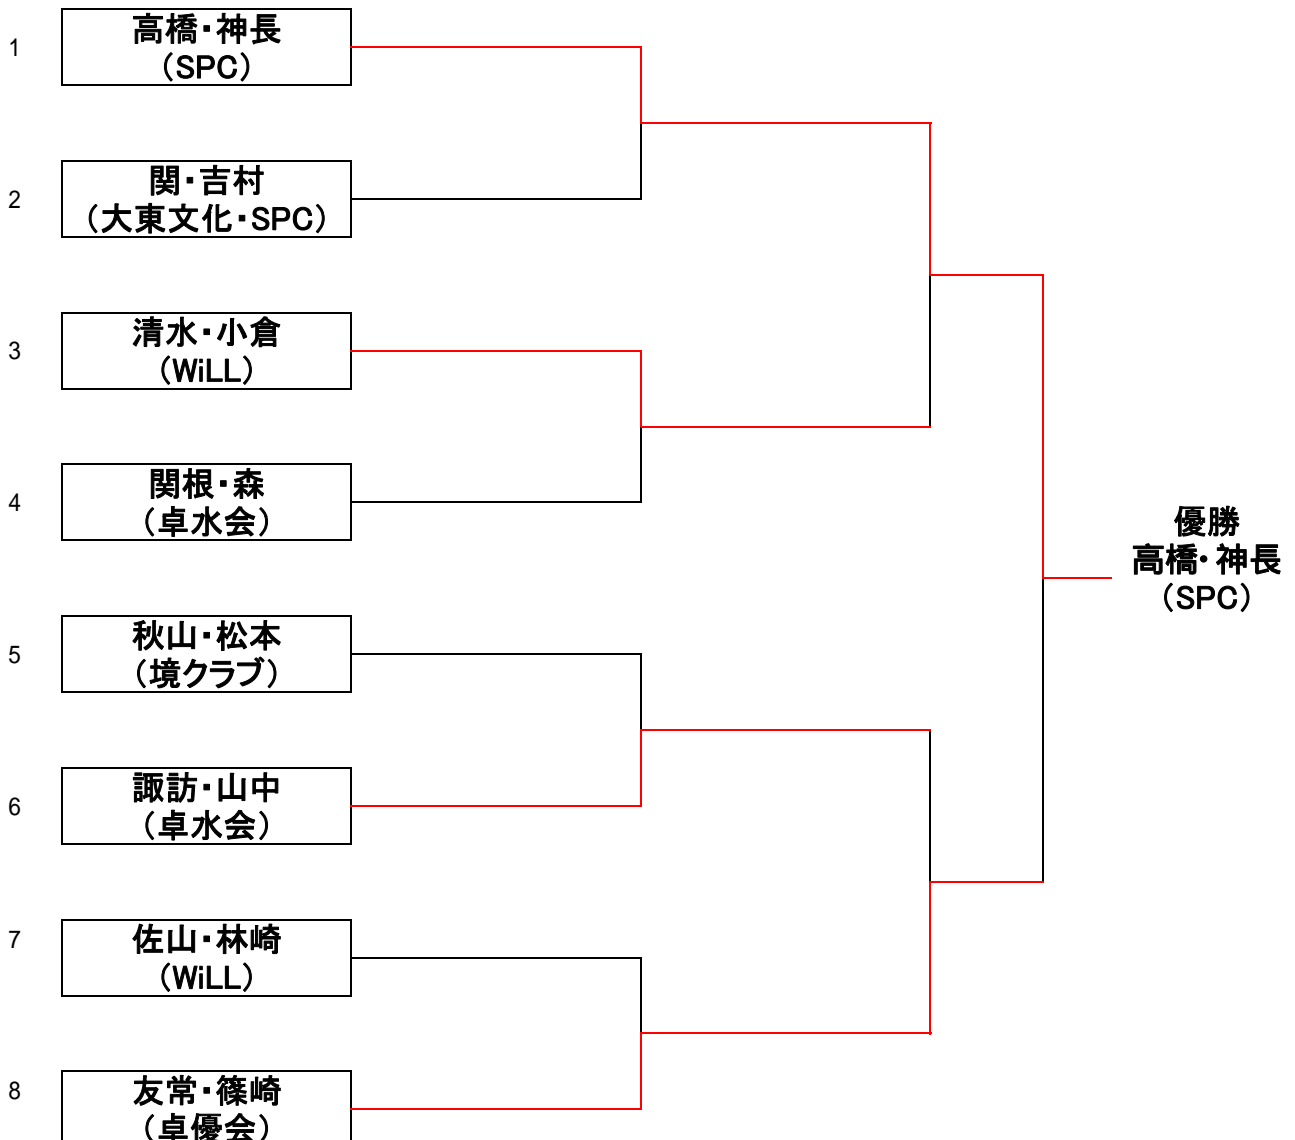 1
高橋・神長
（SPC）
2
関・吉村
（大東文化・SPC）
3
清水・小倉
（WiLL）
4
関根・森
（卓水会）
優勝
高橋・神長
（SPC）
5
秋山・松本
（境クラブ）
6
諏訪・山中
（卓水会）
7
佐山・林崎
（WiLL）
8
友常・篠崎
（卓優会）